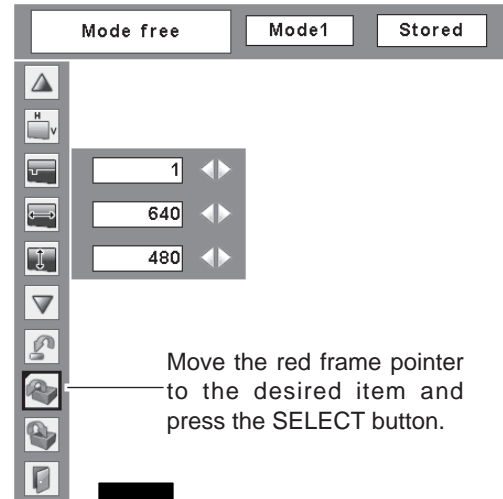 Mode free Mode1 Stored
H
V
1
640
480
Move the red frame pointer
to the desired item and
press the SELECT button.